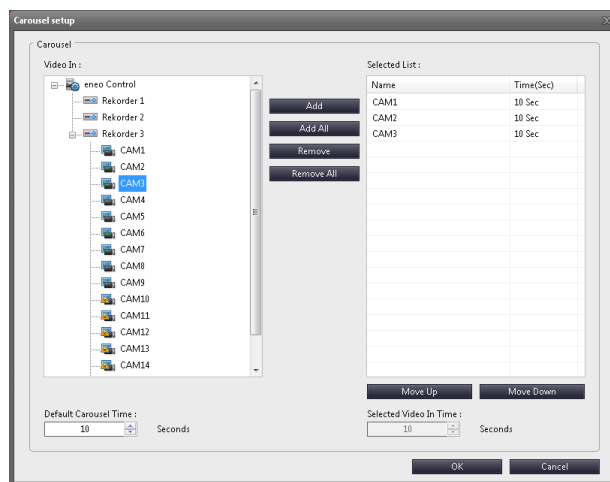 Carousel setup
Carousel
Video In :
Selected List :
eneo Control
Rekorder 1
Rekorder 2
Rekorder 3
CAM1
CAM2
CAM3
CAM4
CAM5
CAM6
CAM7
CAM8
CAM9
CAM10
CAM11
CAM12
CAM13
CAM14
Add
Add All
Remove
Remove All
Name Time(Sec)
CAM1 10 Sec
CAM2 10 Sec
CAM3 10 Sec
Move Up Move Down
Default Carousel Time :
10 Seconds
Selected Video In Time :
10 Seconds
OK Cancel